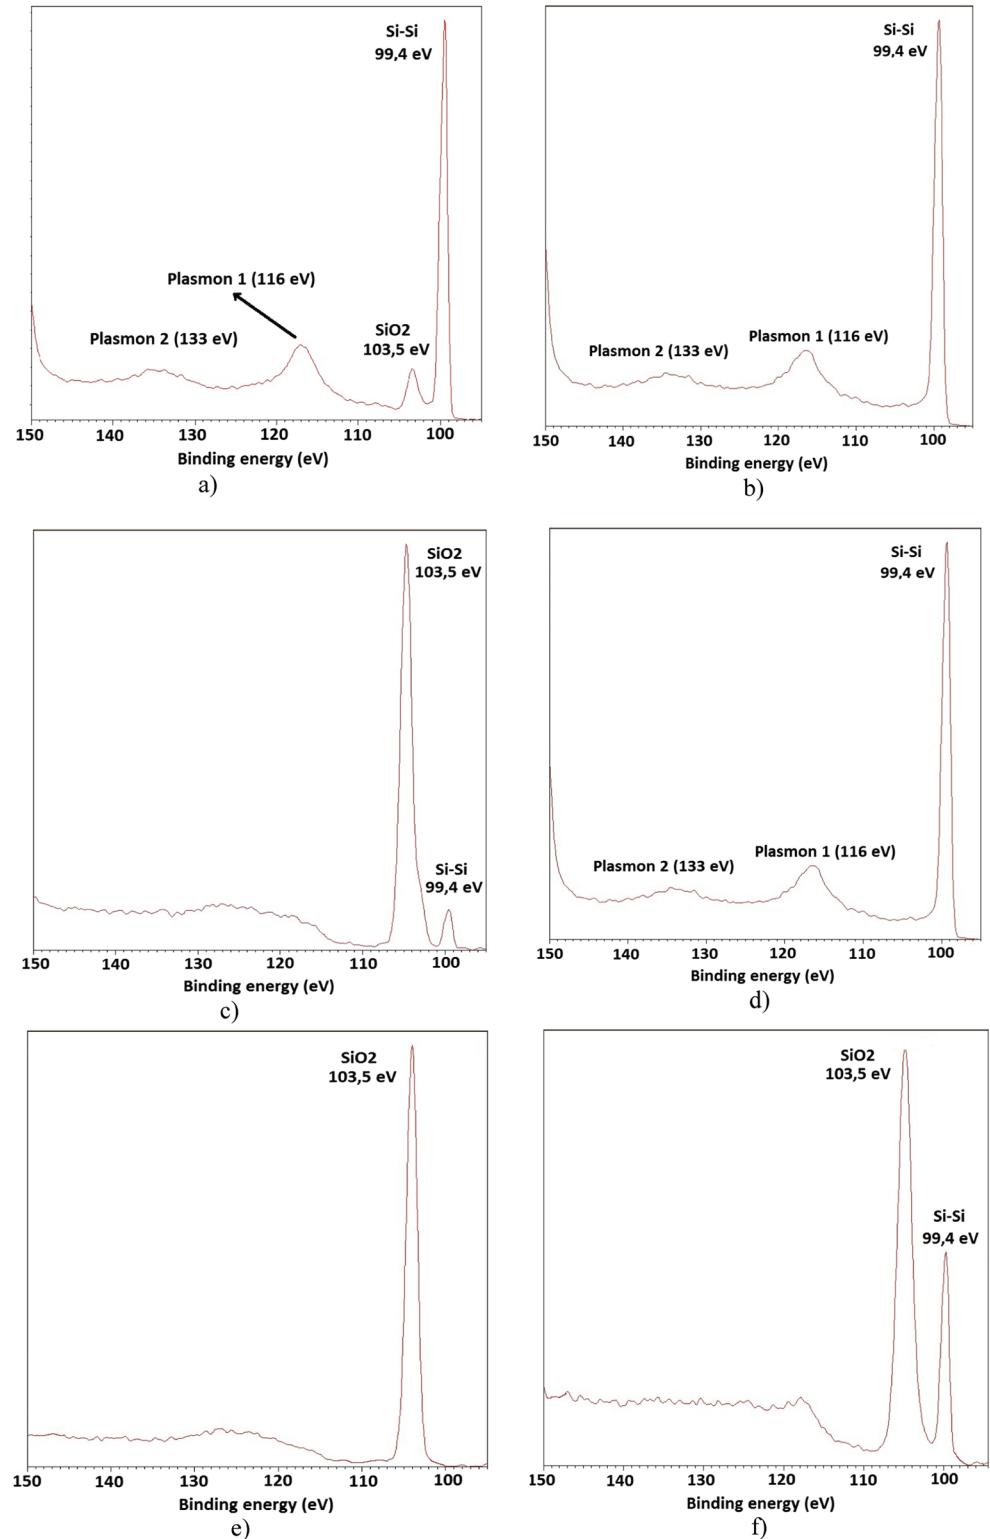 Si-Si
99,4 eV
Plasmon 1 (116 eV)
SiO2
103,5 eV
Plasmon 2 (133 eV)
150 140 130 120 110 100
Binding energy (eV)
a)
Si-Si
99,4 eV
Plasmon 1 (116 eV)
Plasmon 2 (133 eV)
150 140 130 120 110 100
Binding energy (eV)
b)
SiO2
103,5 eV
Si-Si
99,4 eV
150 140 130 120 110 100
Binding energy (eV)
c)
Si-Si
99,4 eV
Plasmon 1 (116 eV)
Plasmon 2 (133 eV)
150 140 130 120 110 100
Binding energy (eV)
d)
SiO2
103,5 eV
150 140 130 120 110 100
Binding energy (eV)
e)
SiO2
103,5 eV
Si-Si
99,4 eV
150 140 130 120 110 100
Binding energy (eV)
f)